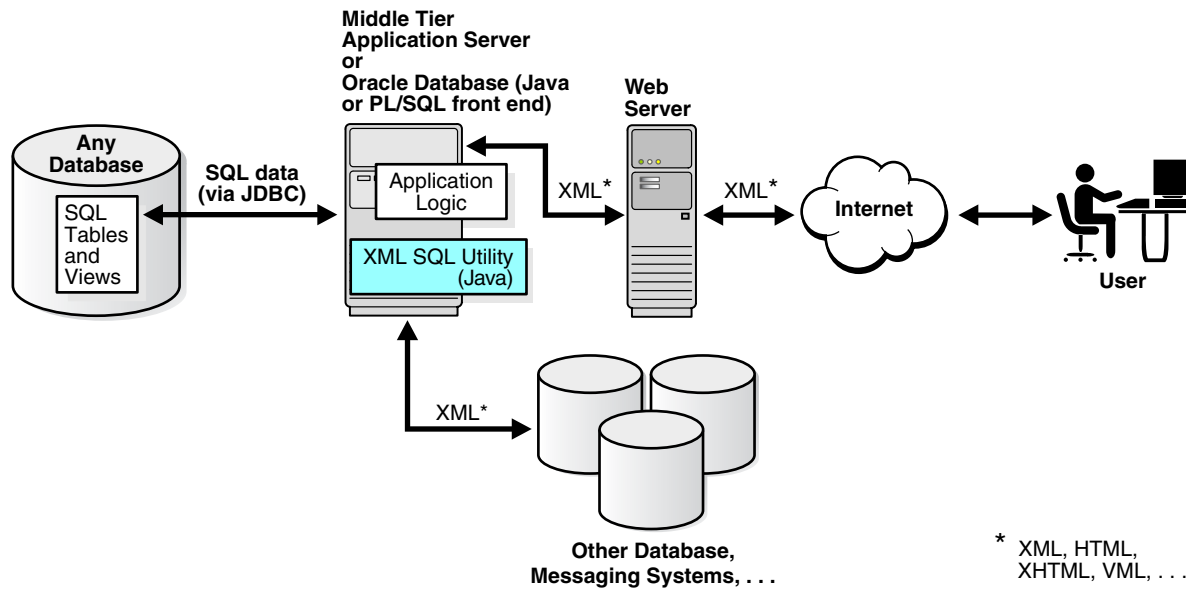 Middle Tier
Application Server
or
Oracle Database (Java
or PL/SQL front end)
Web
Server
Any
Database
SQL data
(via JDBC)
SQL
Tables
and
Views
Application
Logic
XML SQL Utility
(Java)
XML*
XML*
Internet
User
XML*
Other Database,
Messaging Systems, . . .
* XML, HTML,
XHTML, VML, . . .